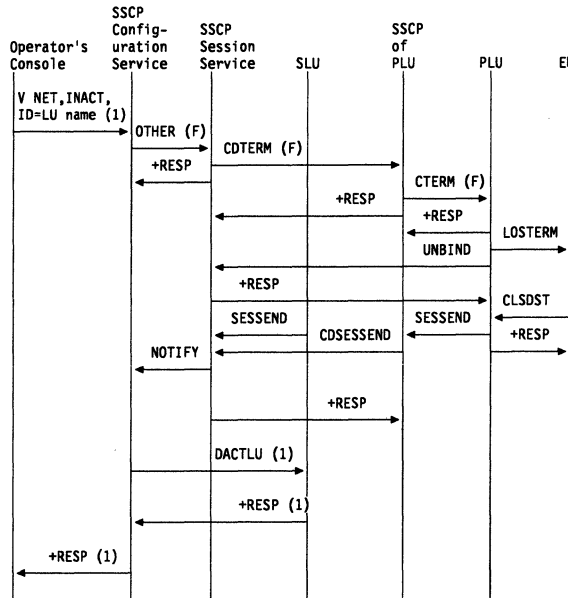 SSCP
Config-
uration
Service
SSCP
Session
Service
SSCP
of
PLU
Operator's
Console
SLU
PLU
V NET,INACT,
ID=LU name (1)
OTHER (F)
CDTERM (F)
+RESP
CTERM (F)
+RESP
+RESP
LOSTERM
UNBIND
+RESP
CLSDST
SESSEND
SESSEND
CDSESSEND
+RESP
NOTIFY
+RESP
DACTLU (1)
+RESP (1)
+RESP (1)